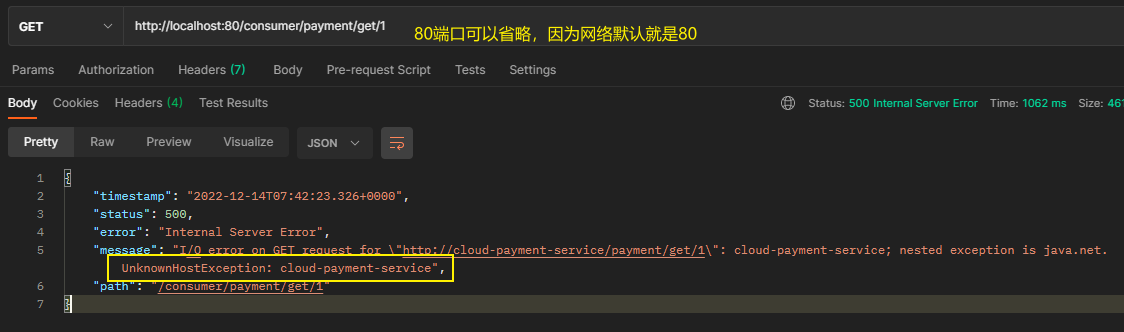 GET http://localhost:80/consumer/payment/get/1 80端口可以省略，因为网络默认就是80
Params Authorization Headers (7) Body Pre-request Script Tests Settings
Body Cookies Headers (4) Test Results Status: 500 Internal Server Error Time: 1062 ms Size: 461
Pretty Raw Preview Visualize JSON
1 {
2 "timestamp": "2022-12-14T07:42:23.326+0000",
3 "status": 500,
4 "error": "Internal Server Error",
5 "message": "I/O error on GET request for \"http://cloud-payment-service/payment/get/1\": cloud-payment-service; nested exception is java.net.
UnknownHostException: cloud-payment-service",
6 "path": "/consumer/payment/get/1"
7 }